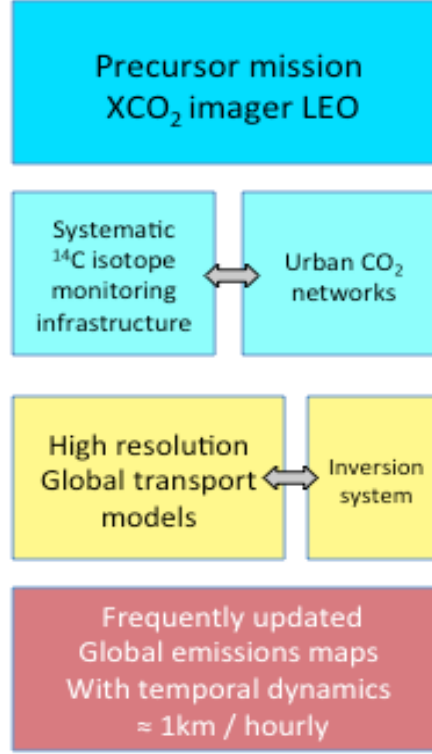 Precursor mission
XCO₂ imager LEO
Systematic
¹⁴C isotope
monitoring
infrastructure
Urban CO₂
networks
High resolution
Global transport
models
Inversion
system
Frequently updated
Global emissions maps
With temporal dynamics
≈ 1km / hourly